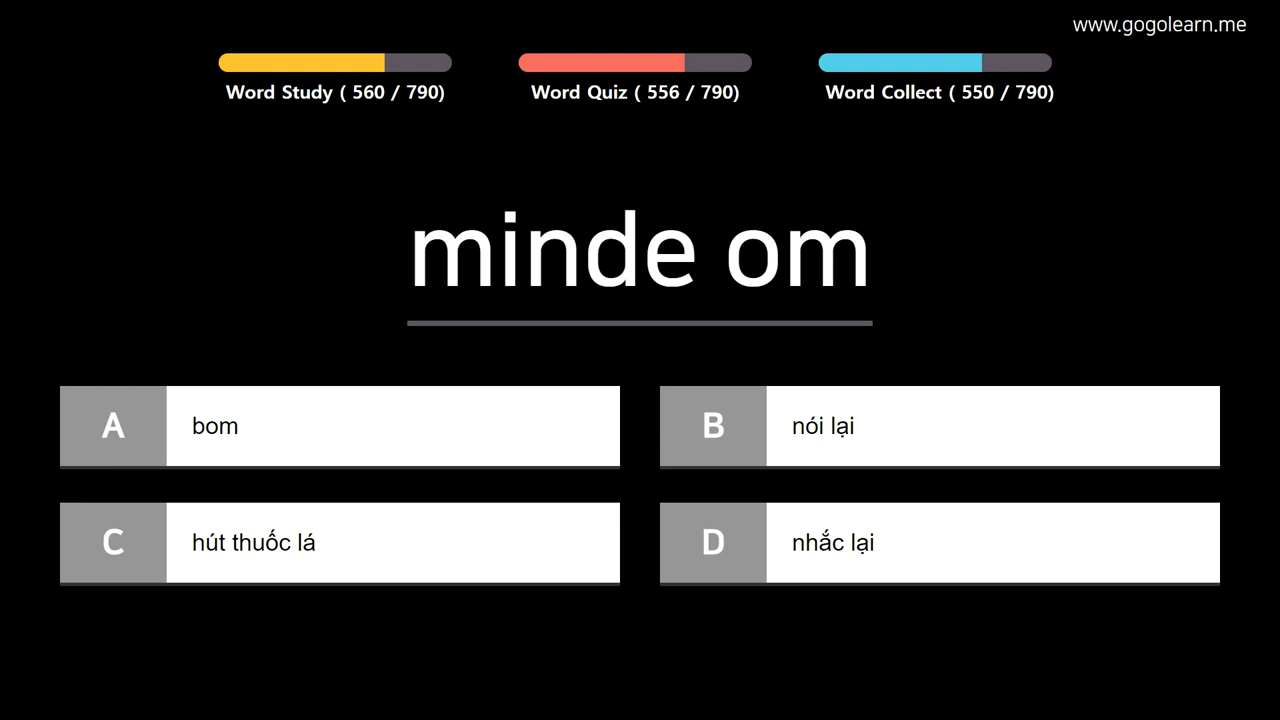 www.gogolearn.me
Word Study ( 560 / 790)
Word Quiz ( 556 / 790)
Word Collect ( 550 / 790)
minde om
A bom
B nói lại
C hút thuốc lá
D nhắc lại